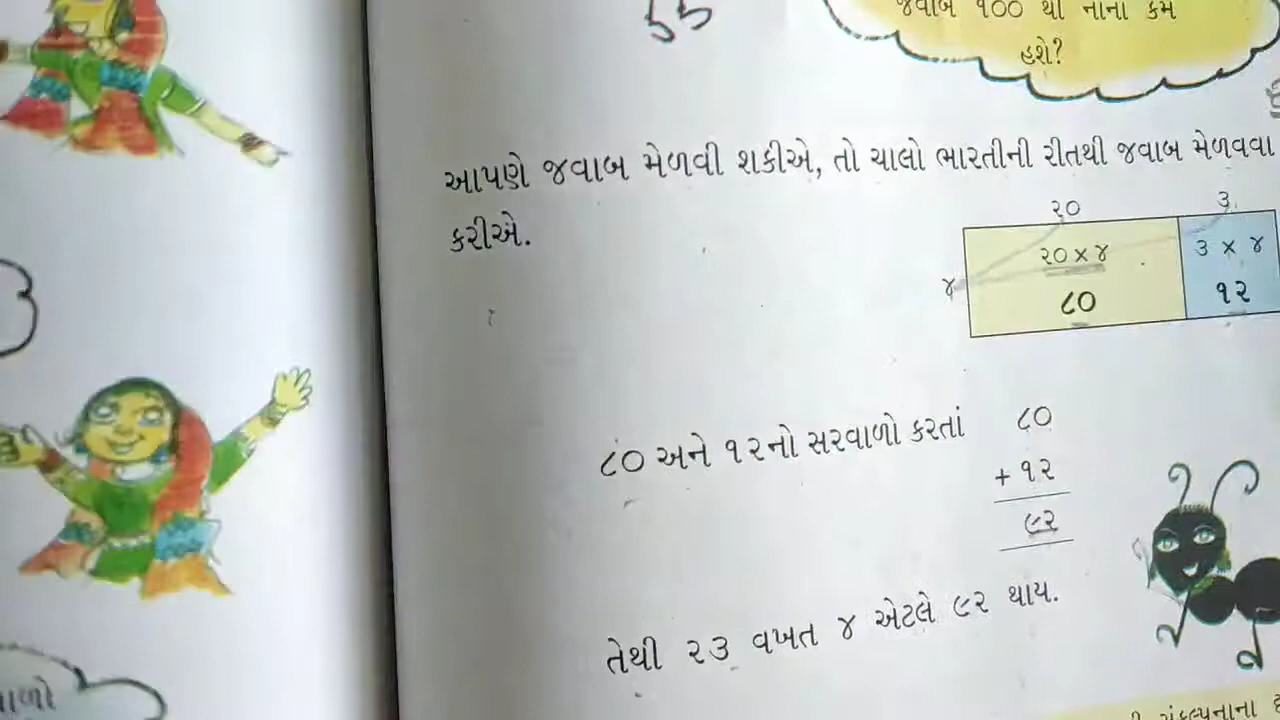 55
જવાબ ૧૦૦ થી નાનો કેમ
હશે?
આપણે જવાબ મેળવી શકીએ, તો ચાલો ભારતીની રીતથી જવાબ મેળવવા
કરીએ.
૨૦ ૩
૨૦ × ૪ ૩ × ૪
૪
૮૦ ૧૨
૮૦ અને ૧૨નો સરવાળો કરતાં ૮૦
+ ૧૨
૯૨
તેથી ૨૩ વખત ૪ એટલે ૯૨ થાય.